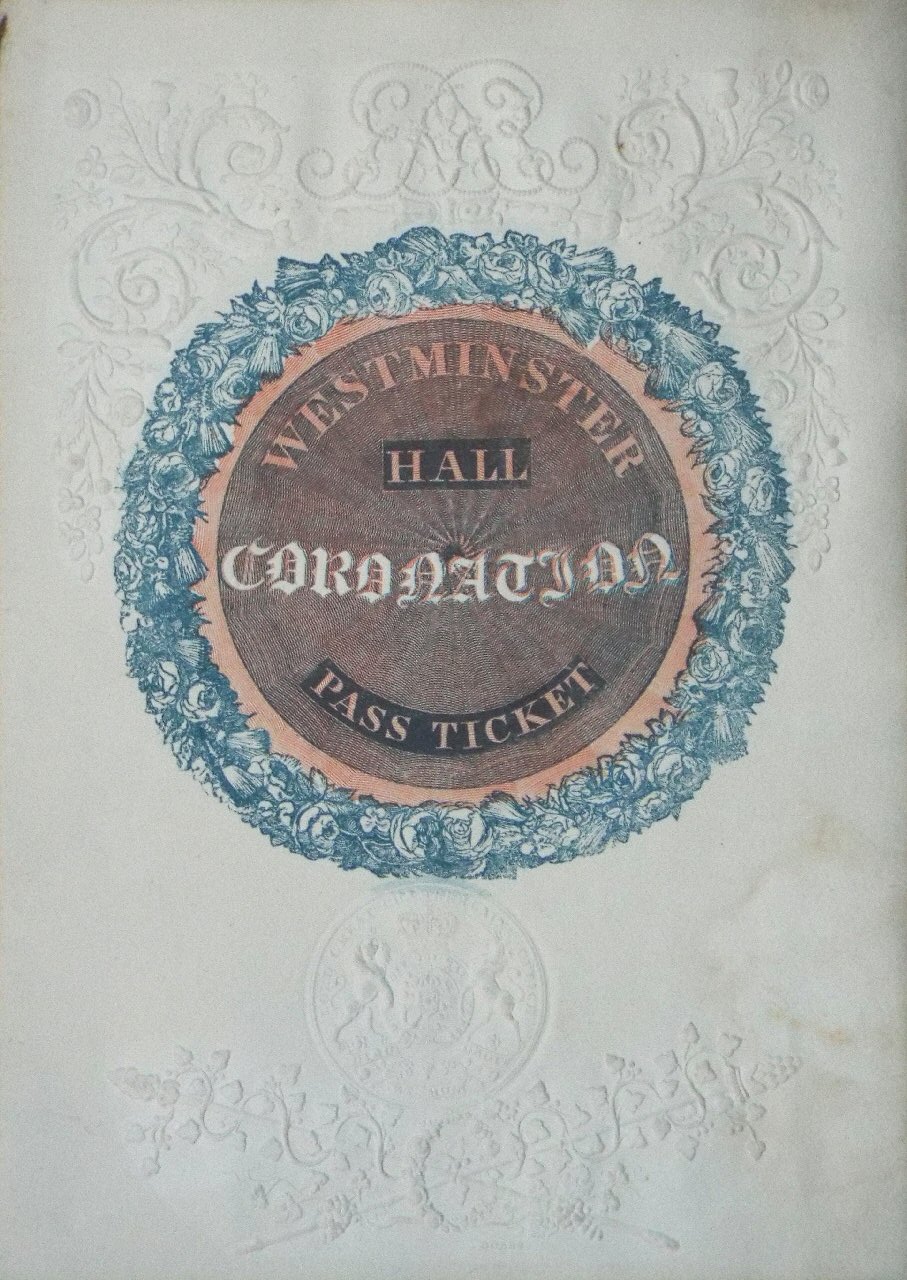 WESTMINSTER
HALL
CORONATION
PASS TICKET